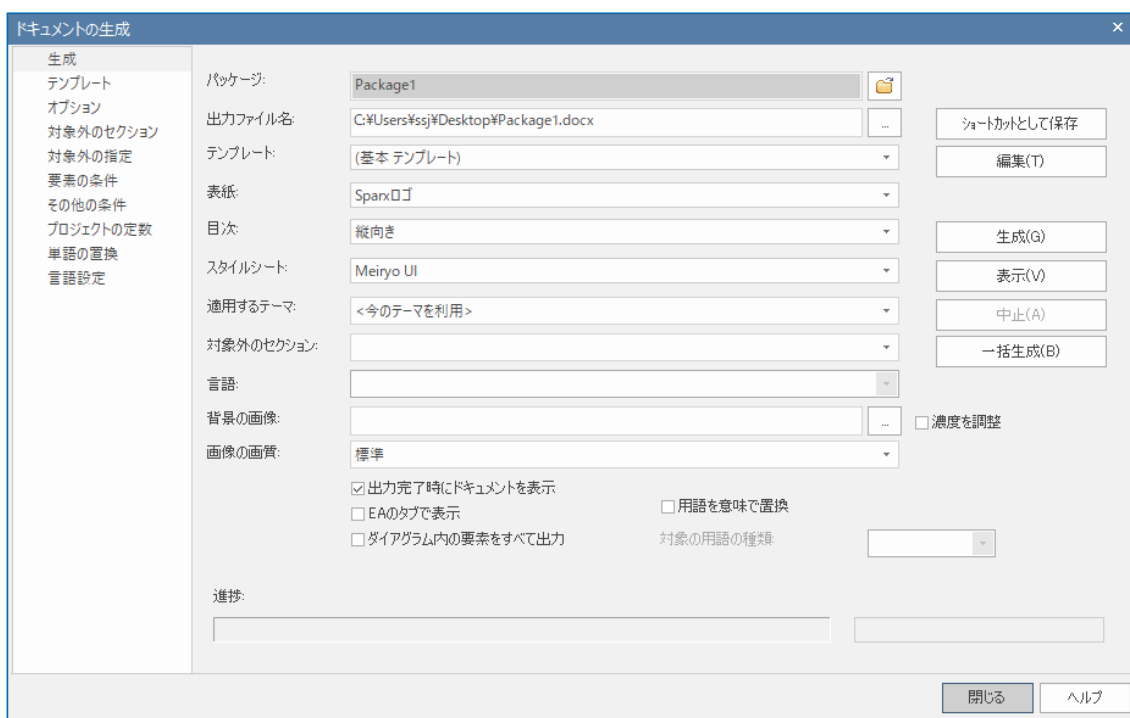 ドキュメントの生成
生成
テンプレート
オプション
対象外のセクション
対象外の指定
要素の条件
その他の条件
プロジェクトの定数
単語の置換
言語設定
パッケージ: Package1
出力ファイル名: C:¥Users¥ssj¥Desktop¥Package1.docx ... ショートカットとして保存
テンプレート: (基本 テンプレート) 編集(T)
表紙: Sparxロゴ
目次: 縦向き 生成(G)
スタイルシート: Meiryo UI 表示(V)
適用するテーマ: <今のテーマを利用> 中止(A)
対象外のセクション: 一括生成(B)
言語:
背景の画像: ... 濃度を調整
画像の画質: 標準
出力完了時にドキュメントを表示
EAのタブで表示 用語を意味で置換
ダイアグラム内の要素をすべて出力 対象の用語の種類:
進捗:
閉じる ヘルプ